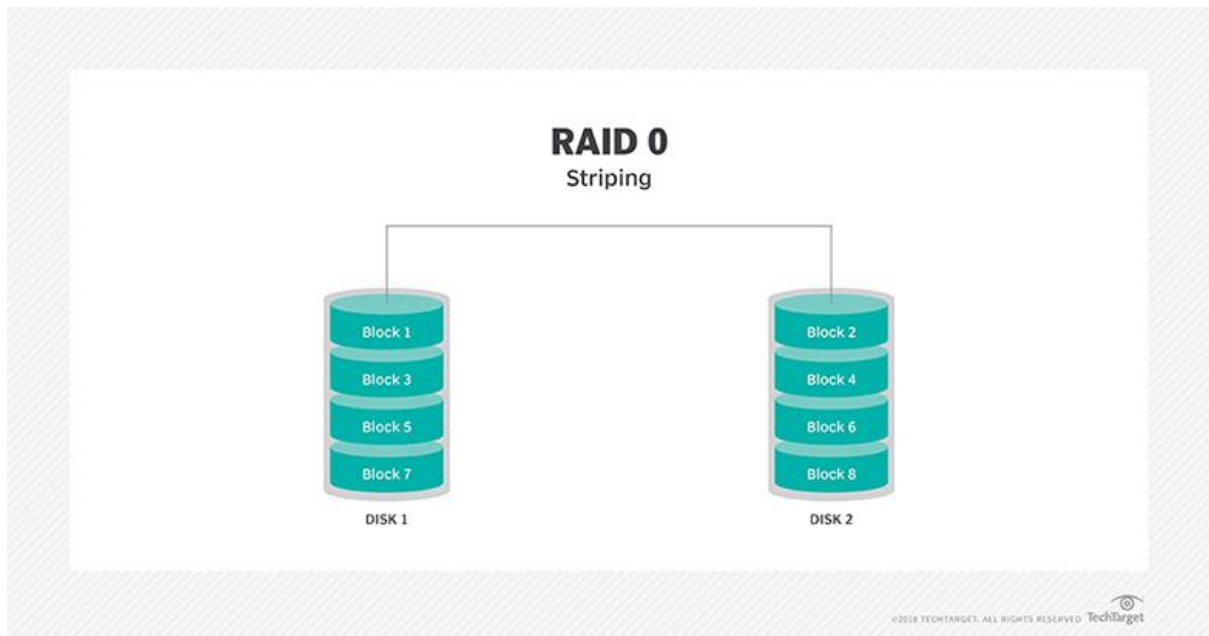 RAID 0
Striping
Block 1
Block 3
Block 5
Block 7
DISK 1
Block 2
Block 4
Block 6
Block 8
DISK 2
©2018 TECHTARGET. ALL RIGHTS RESERVED TechTarget